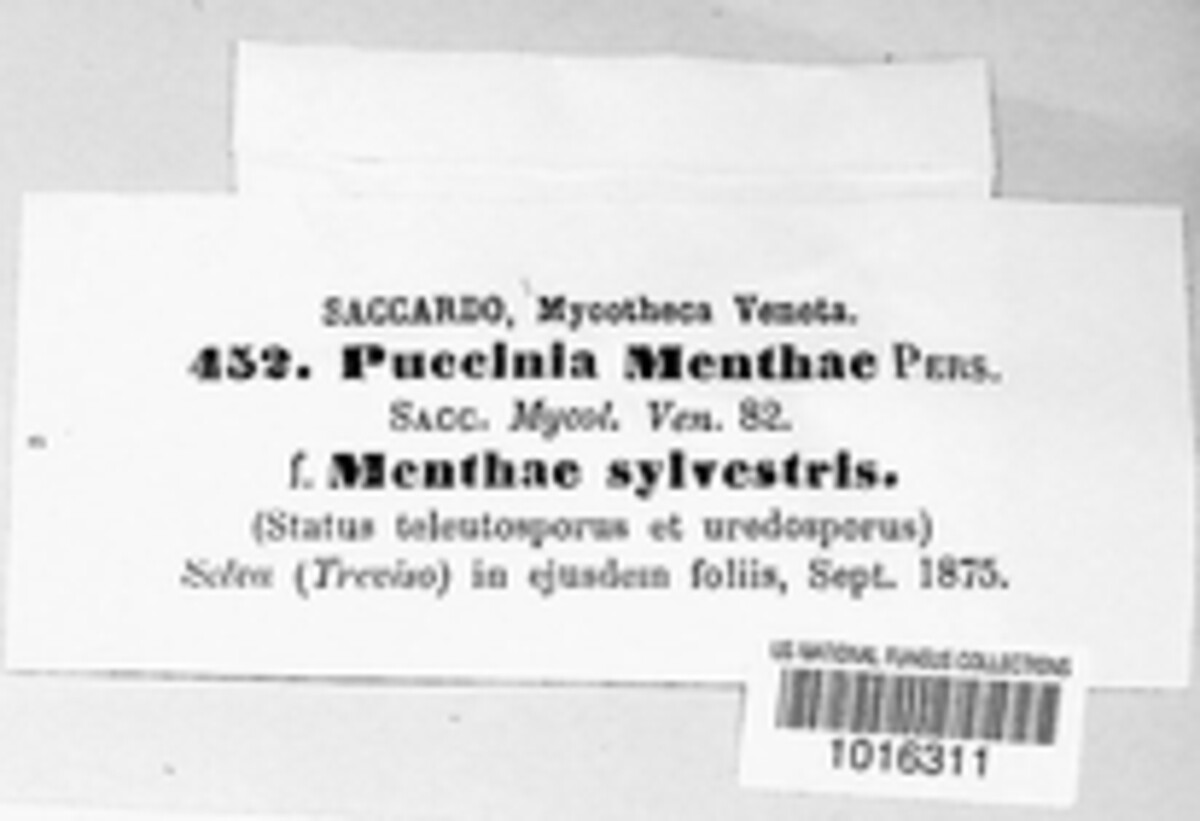 SACCARDO, Mycotheca Veneta.
452. Puccinia Menthae PERS.
SACC. Mycol. Ven. 82.
f. Menthae sylvestris.
(Status teleutosporus et uredosporus)
Selva (Treviso) in ejusdem foliis, Sept. 1875.
US NATIONAL FUNGUS COLLECTIONS
1016311